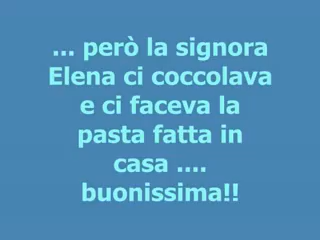 ... però la signora
Elena ci coccolava
e ci faceva la
pasta fatta in
casa ....
buonissima!!